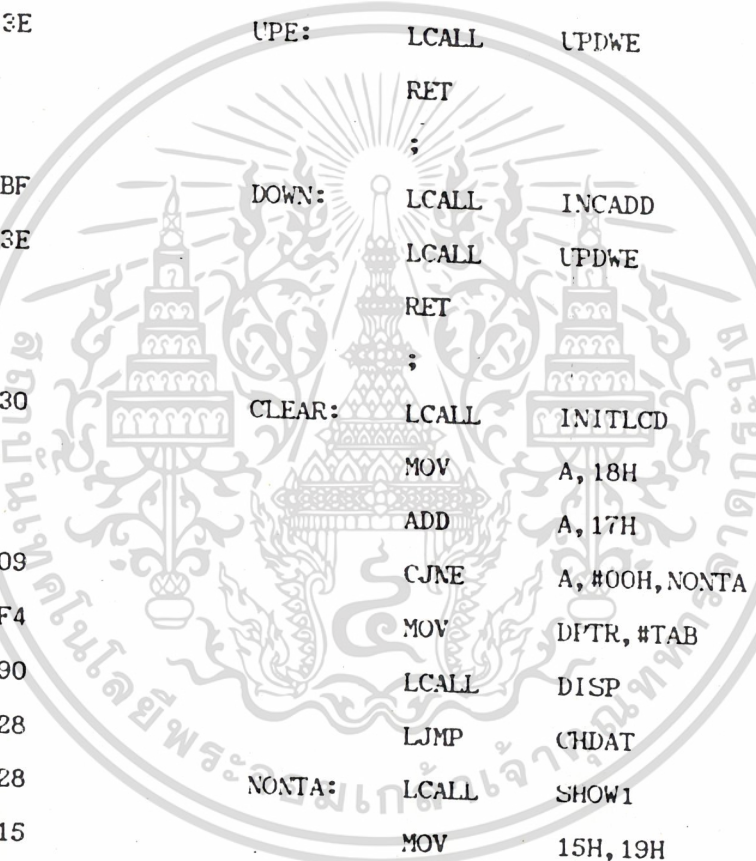 3E UPE: LCALL UPDWE
RET
;
BF DOWN: LCALL INCADD
3E LCALL UPDWE
RET
;
30 CLEAR: LCALL INITLCD
MOV A, 18H
ADD A, 17H
09 CJNE A, #00H, NONTA
F4 MOV DPTR, #TAB
90 LCALL DISP
28 LJMP CHDAT
28 NONTA: LCALL SHOW1
15 MOV 15H, 19H